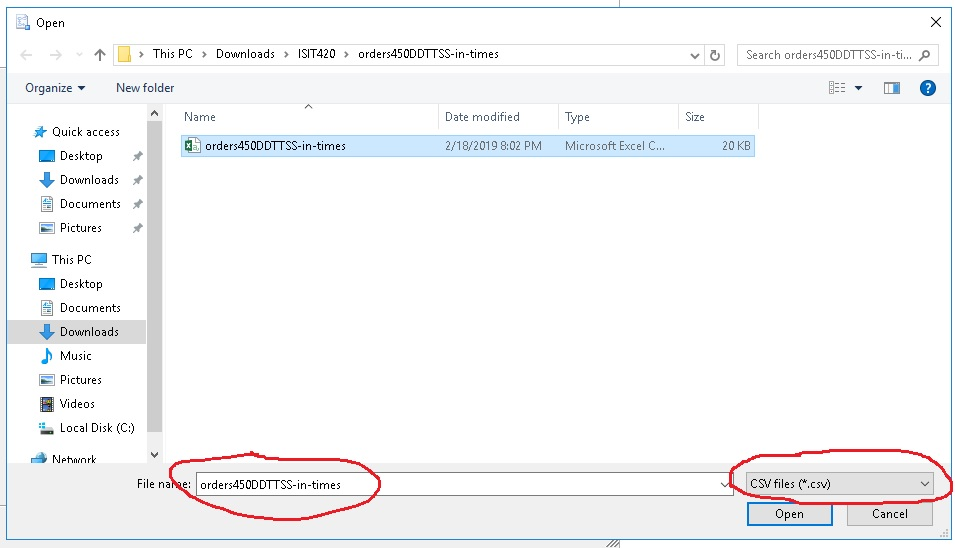 Open
This PC > Downloads > ISIT420 > orders450DDTTSS-in-times
Search orders450DDTTSS-in-ti...
Organize
New folder
Name
Date modified
Type
Size
orders450DDTTSS-in-times
2/18/2019 8:02 PM
Microsoft Excel C...
20 KB
Quick access
Desktop
Downloads
Documents
Pictures
This PC
Desktop
Documents
Downloads
Music
Pictures
Videos
Local Disk (C:)
Network
File name:
orders450DDTTSS-in-times
CSV files (*.csv)
Open
Cancel